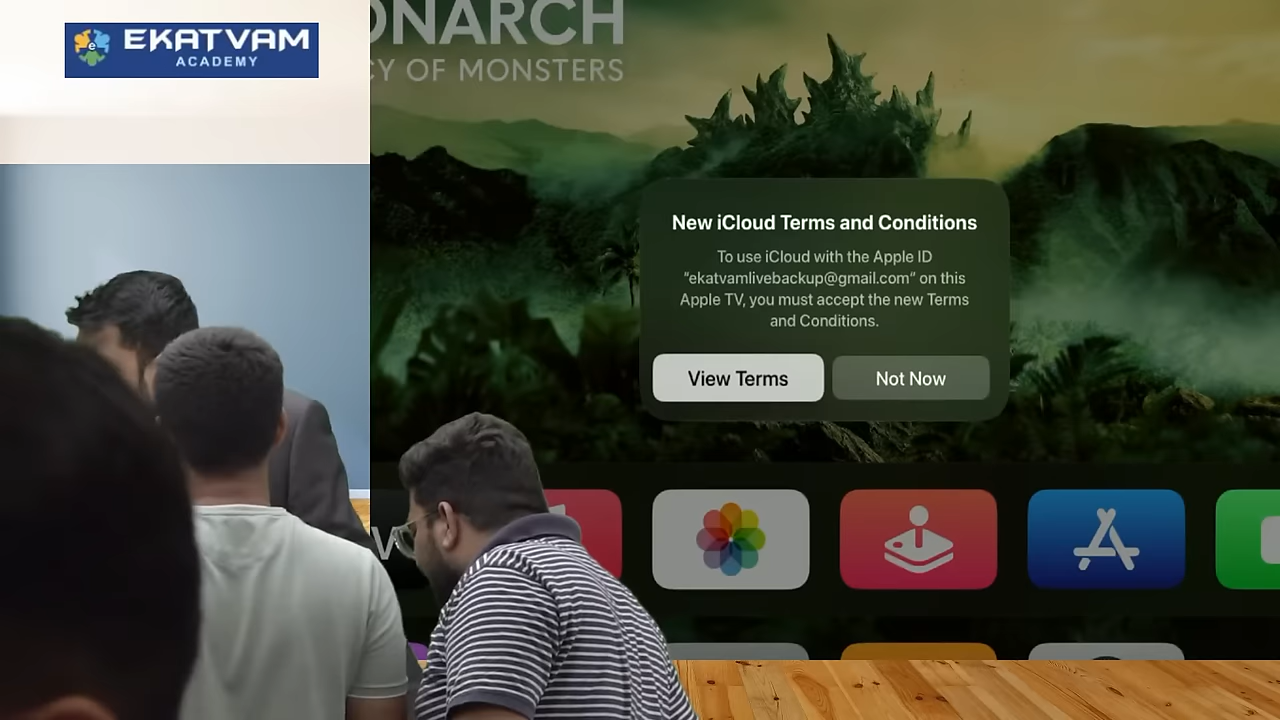 EKATVAM
ACADEMY
ONARCH
CY OF MONSTERS
New iCloud Terms and Conditions
To use iCloud with the Apple ID
“ekatvamlivebackup@gmail.com” on this
Apple TV, you must accept the new Terms
and Conditions.
View Terms
Not Now